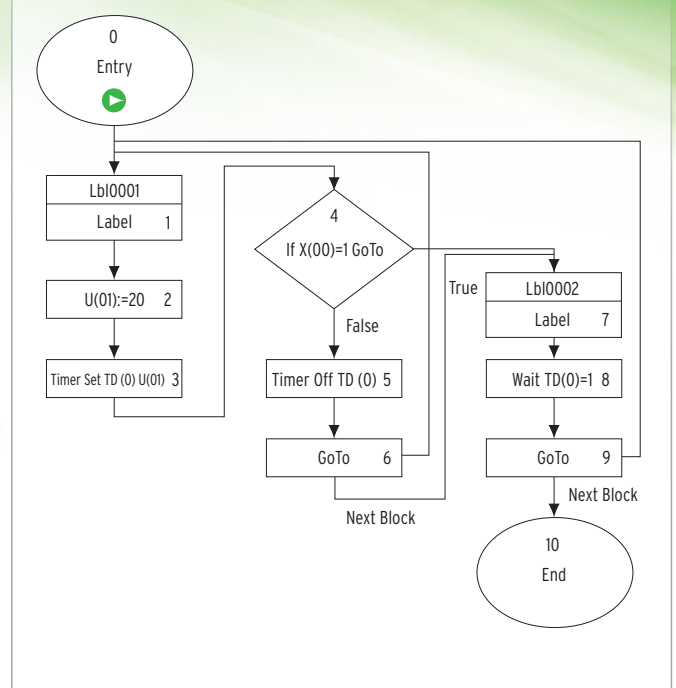 0
Entry
Lbl0001
Label 1
U(01):=20 2
Timer Set TD (0) U(01) 3
4
If X(00)=1 GoTo
False
Timer Off TD (0) 5
GoTo 6
Next Block
True
Lbl0002
Label 7
Wait TD(0)=1 8
GoTo 9
Next Block
10
End